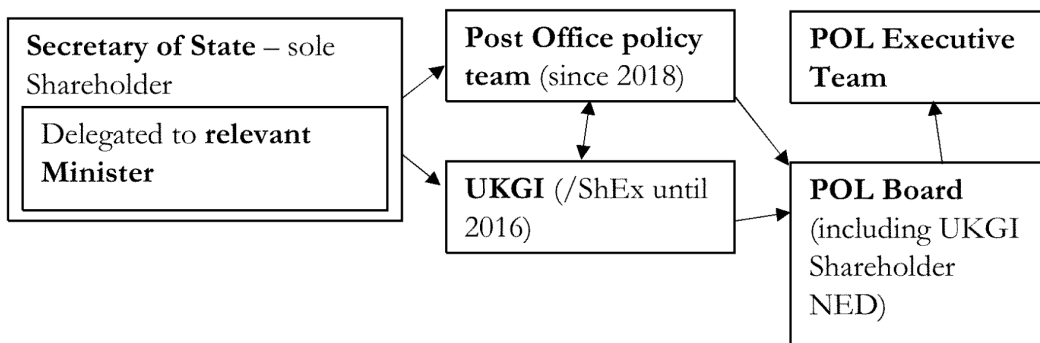 Secretary of State – sole
Shareholder
Delegated to relevant
Minister
Post Office policy
team (since 2018)
UKGI (/ShEx until
2016)
POL Executive
Team
POL Board
(including UKGI
Shareholder
NED)